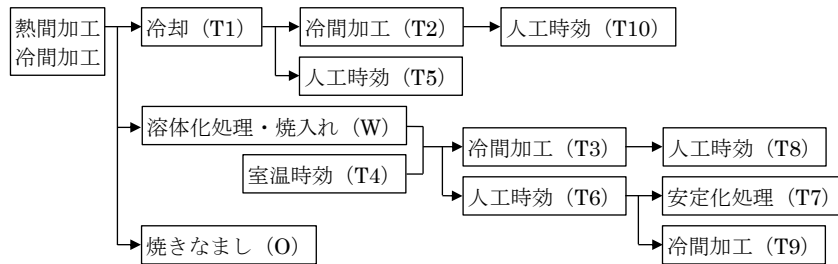 熱間加工
冷間加工
冷却（T1）
冷間加工（T2）
人工時効（T10）
人工時効（T5）
溶体化処理・焼入れ（W）
室温時効（T4）
冷間加工（T3）
人工時効（T8）
人工時効（T6）
安定化処理（T7）
冷間加工（T9）
焼きなまし（O）